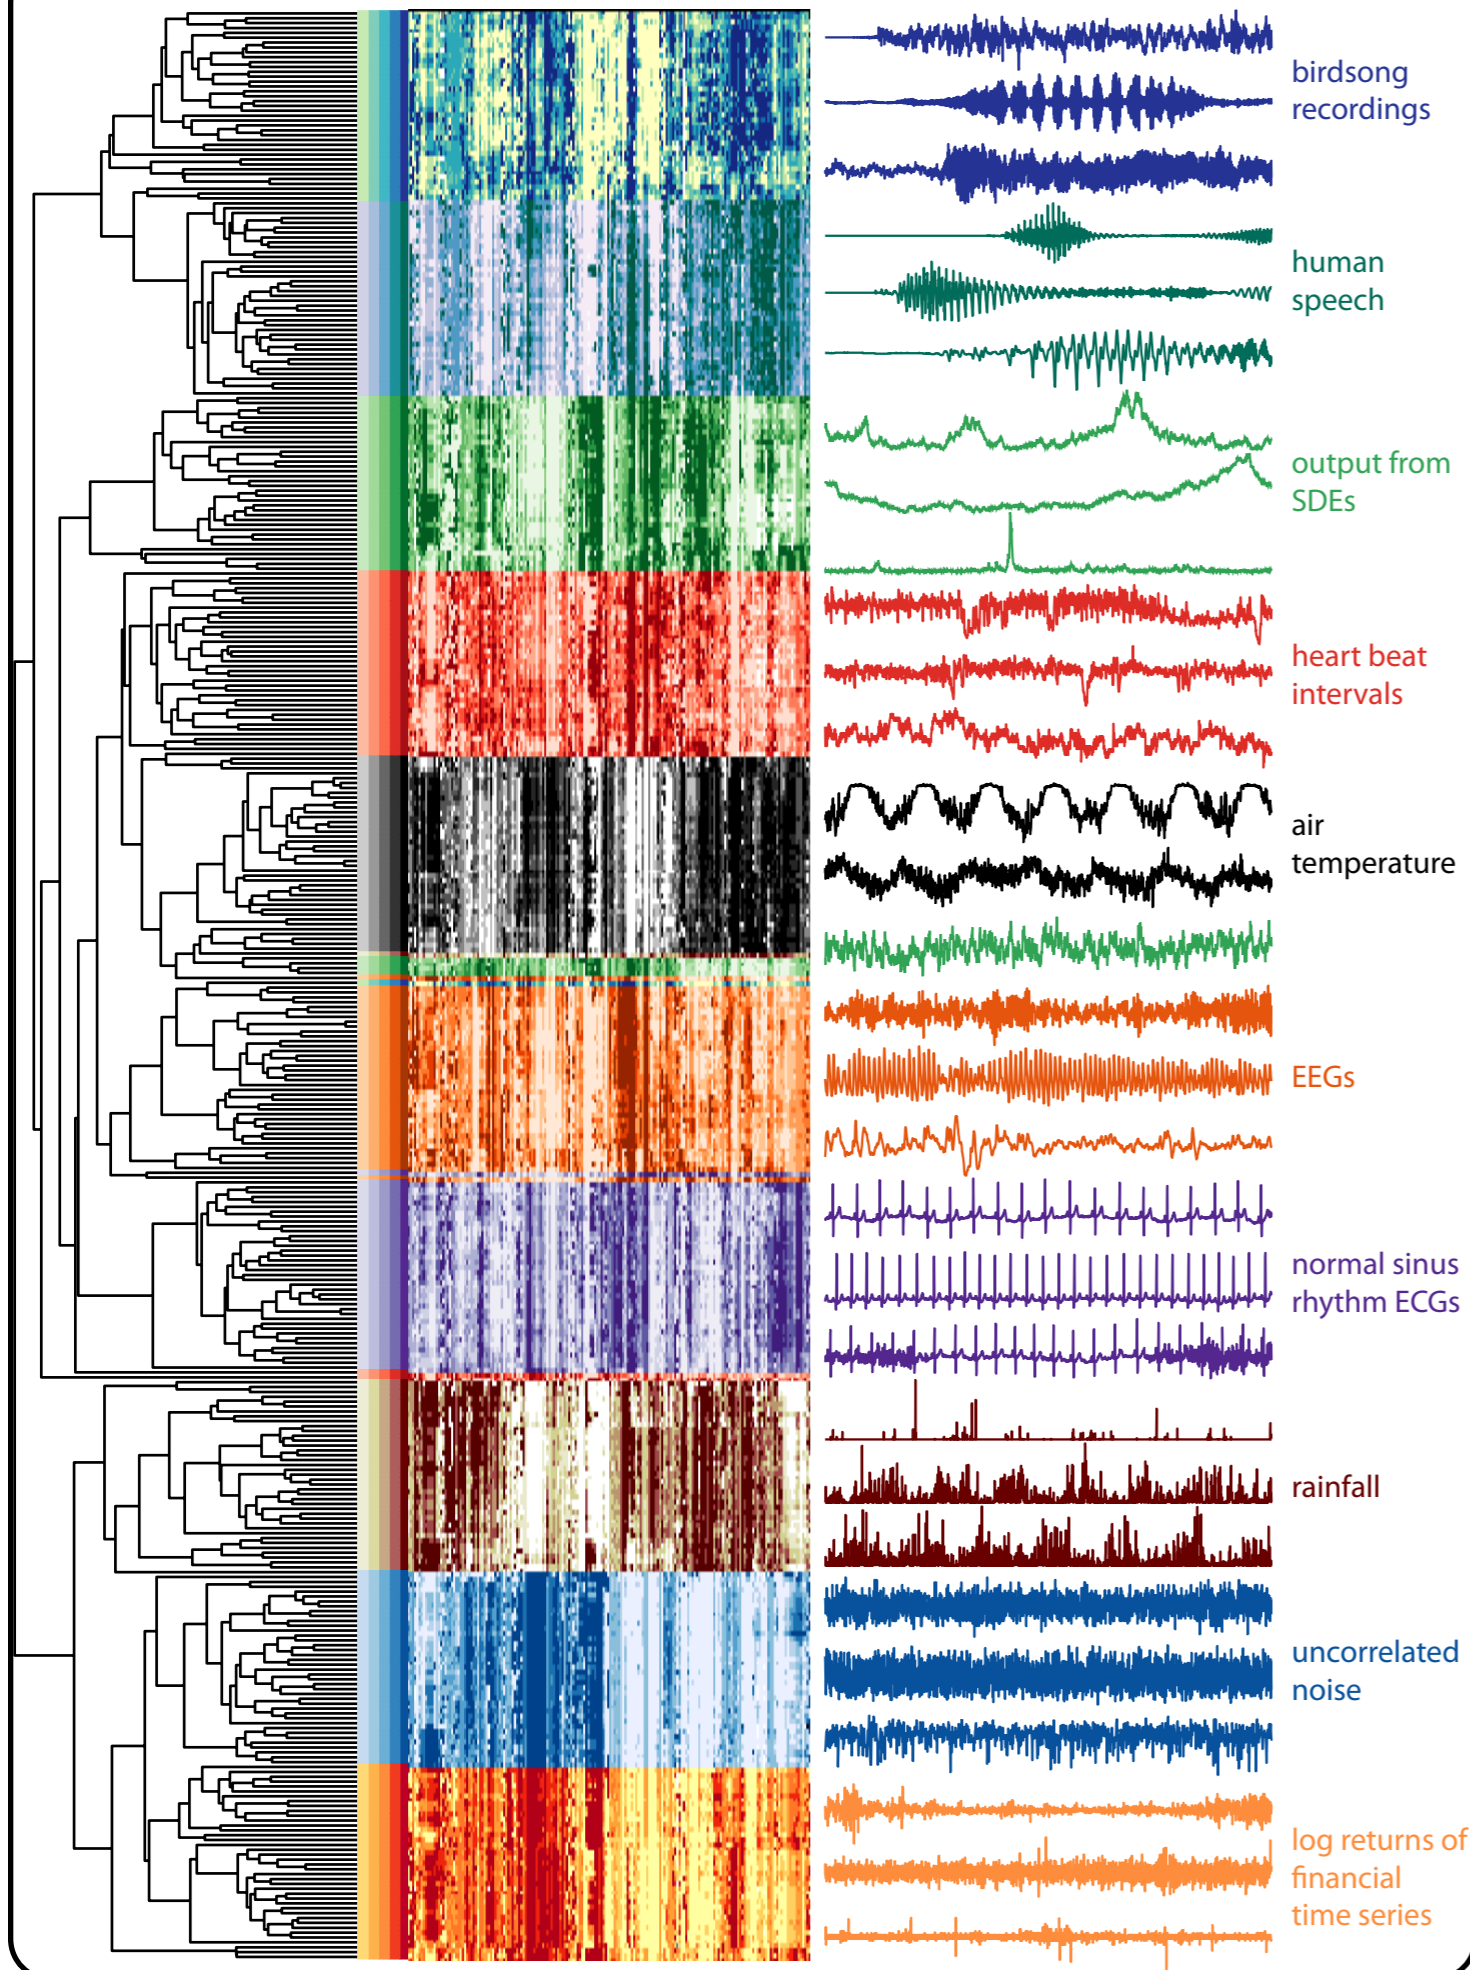 birdsong
recordings
human
speech
output from
SDEs
heart beat
intervals
air
temperature
EEGs
normal sinus
rhythm ECGs
rainfall
uncorrelated
noise
log returns of
financial
time series